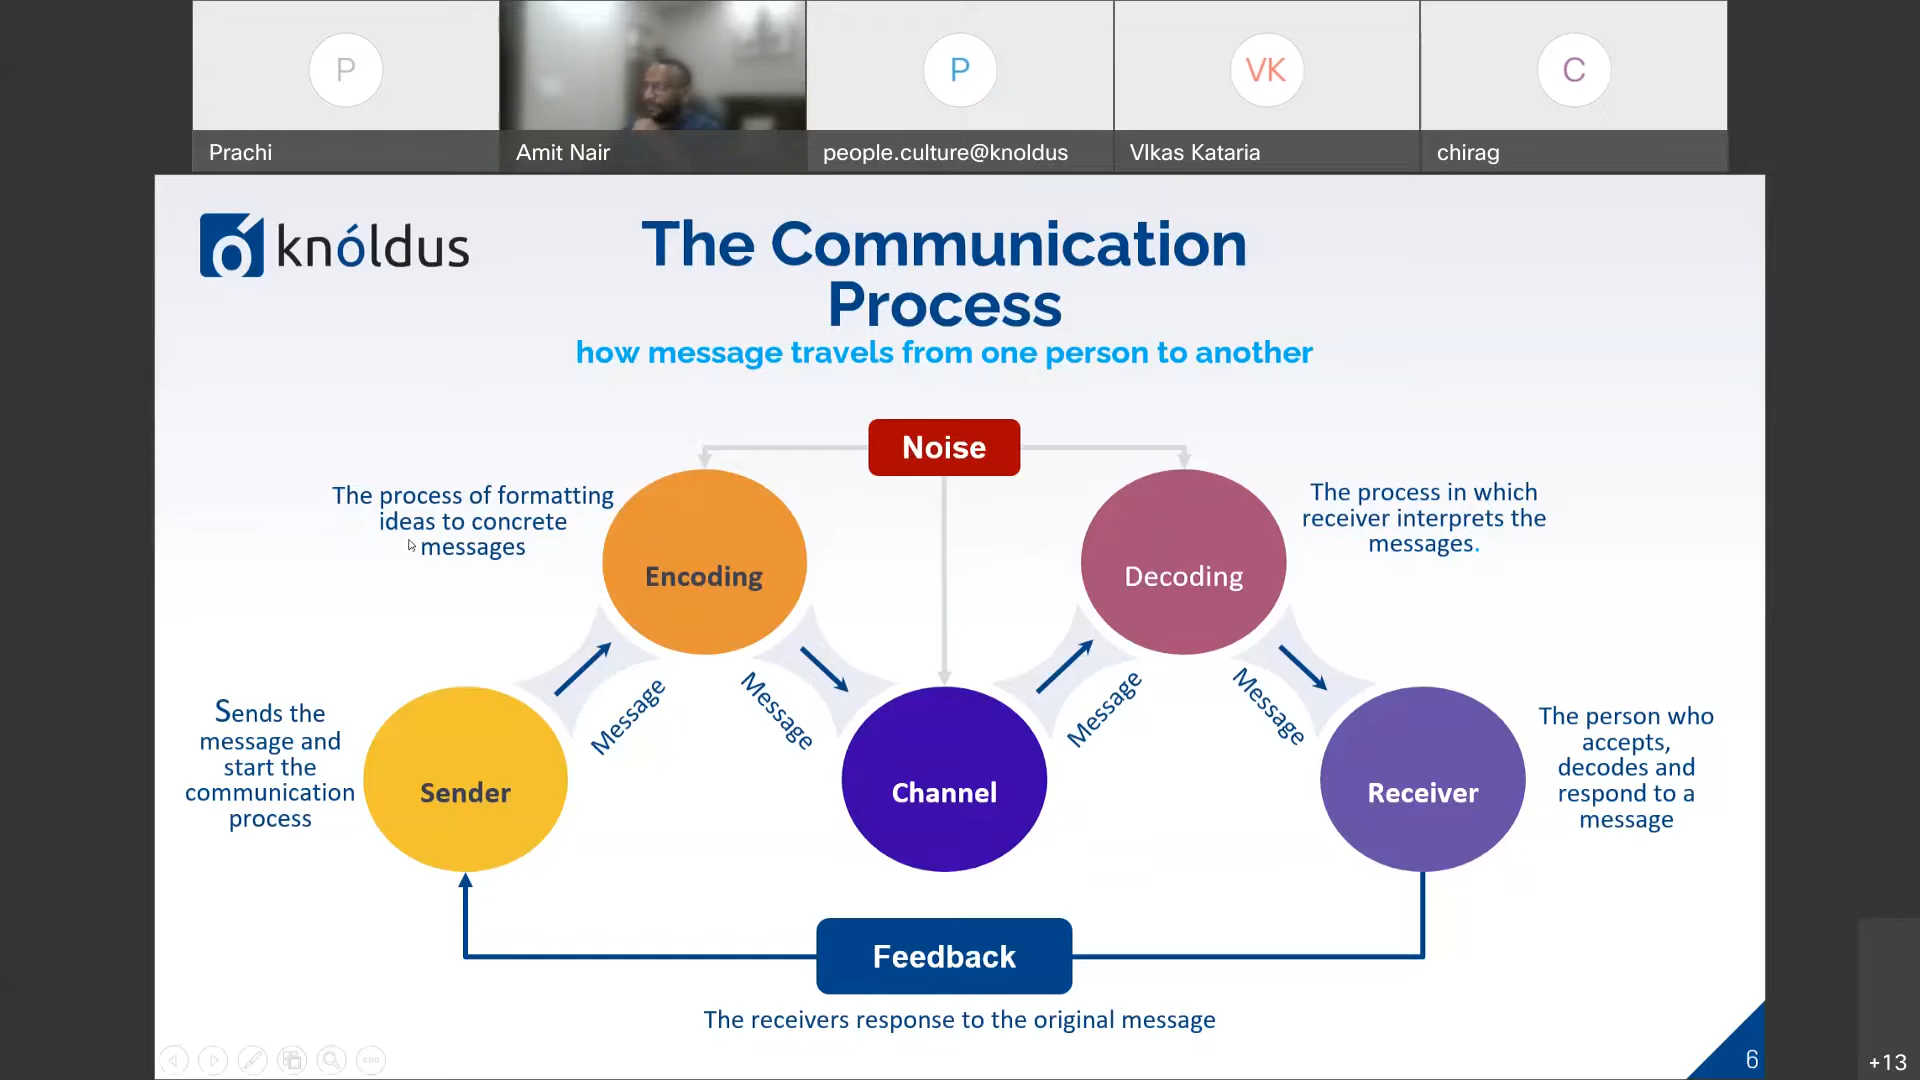 P
P
VK
C
Prachi
Amit Nair
people.culture@knoldus
VIkas Kataria
chirag
knóldus
The Communication
Process
how message travels from one person to another
Noise
The process of formatting
ideas to concrete
messages
Encoding
Decoding
The process in which
receiver interprets the
messages.
Sends the
message and
start the
communication
process
Sender
Message
Message
Channel
Message
Message
Receiver
The person who
accepts,
decodes and
respond to a
message
Feedback
The receivers response to the original message
6
+13